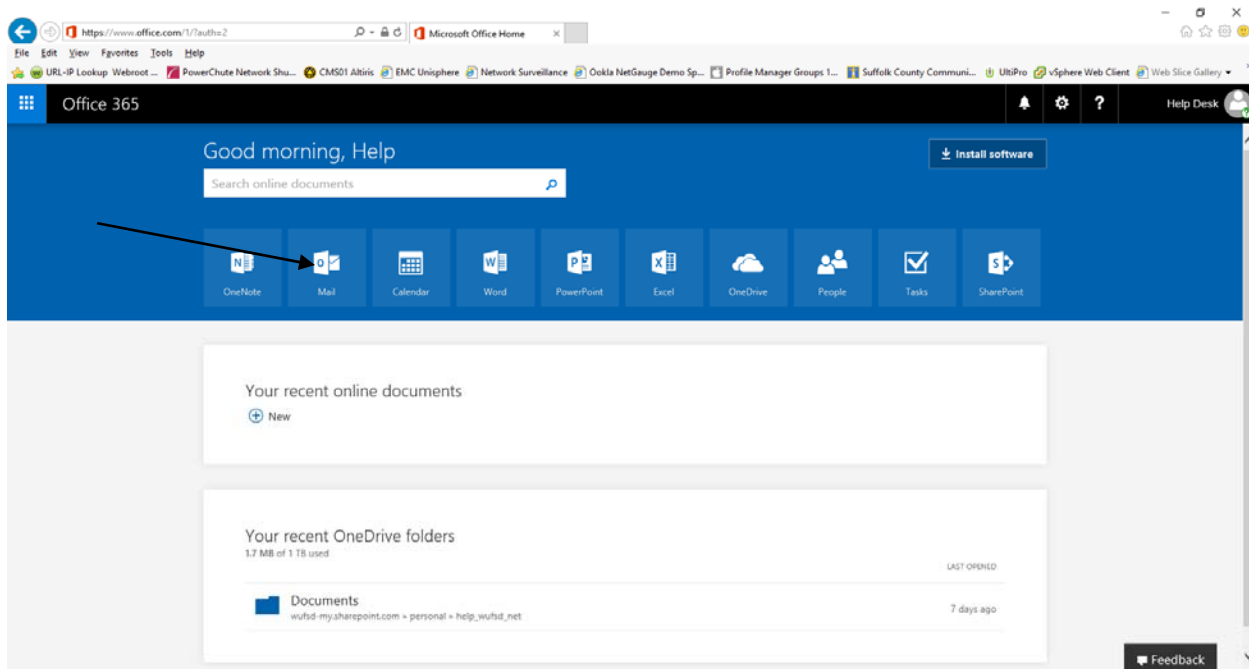 https://www.office.com/1/?auth=2
Microsoft Office Home
File Edit View Favorites Tools Help
URL-IP Lookup Webroot ... PowerChute Network Shu... CMS01 Altiris EMC Unisphere Network Surveillance Ookla NetGauge Demo Sp... Profile Manager Groups 1... Suffolk County Communi... UltiPro vSphere Web Client Web Slice Gallery
Office 365 ? Help Desk
Good morning, Help
Install software
Search online documents
OneNote Mail Calendar Word PowerPoint Excel OneDrive People Tasks SharePoint
Your recent online documents
New
Your recent OneDrive folders
1.7 MB of 1 TB used
LAST OPENED
Documents
wufsd-my.sharepoint.com » personal » help_wufsd_net
7 days ago
Feedback